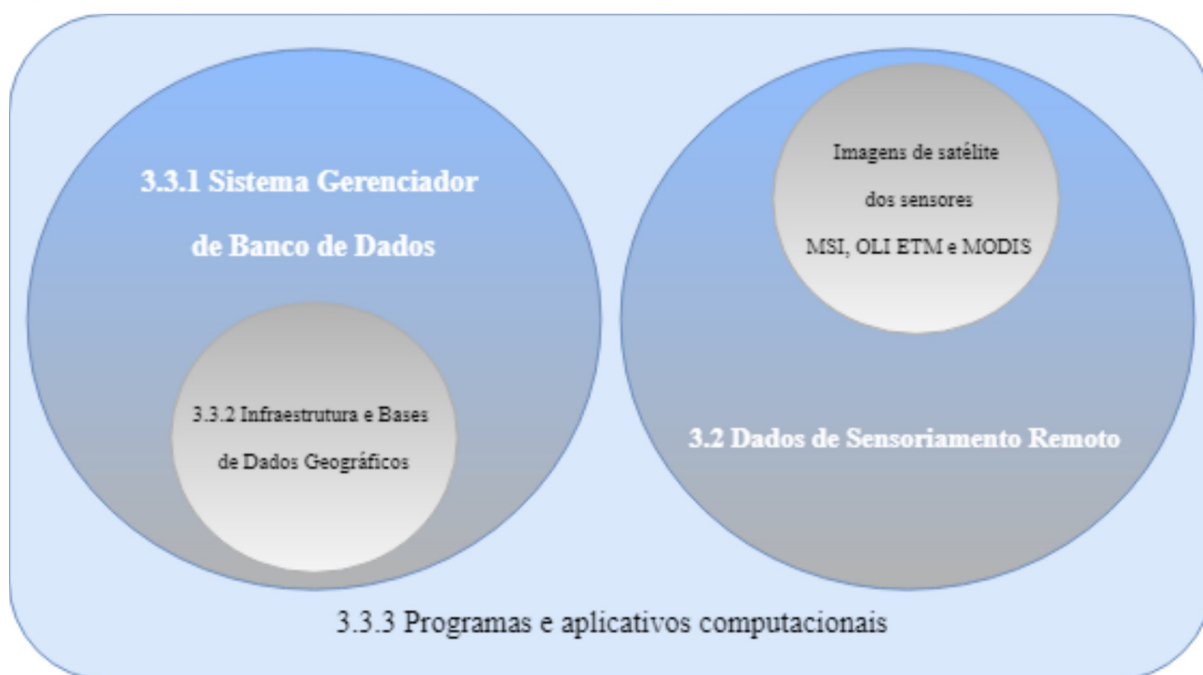 3.3.1 Sistema Gerenciador
de Banco de Dados
3.3.2 Infraestrutura e Bases
de Dados Geográficos
Imagens de satélite
dos sensores
MSI, OLI ETM e MODIS
3.2 Dados de Sensoriamento Remoto
3.3.3 Programas e aplicativos computacionais